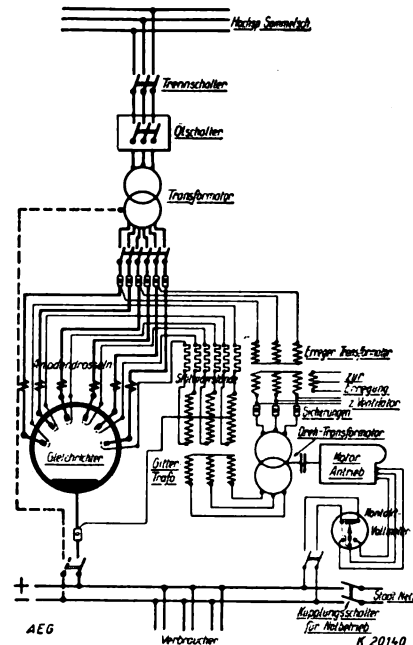 Hochsp. Sammelsch.
Trennschalter
Ölschalter
Transformator
Anodendrosseln
Erreger Transformator
zur
Erregung
z. Ventilator
Sicherungen
Dreh-Transformator
Gleichrichter
Gitter
Trafo
Motor
Antrieb
Kontakt-
Voltmeter
+
−
Stadt Netz
Kupplungsschalter
für Notbetrieb
Verbraucher
AEG
K 20140